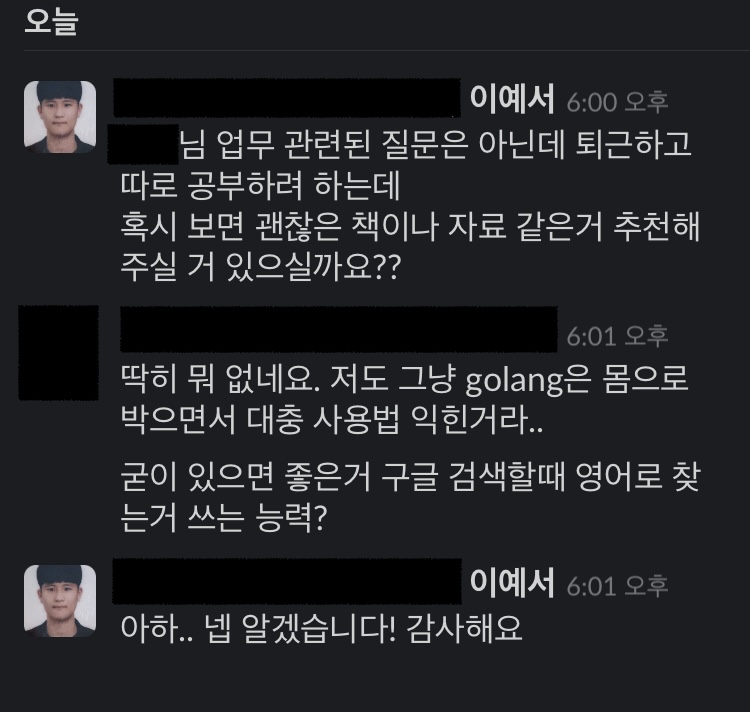 오늘
이예서 6:00 오후
님 업무 관련된 질문은 아닌데 퇴근하고
따로 공부하려 하는데
혹시 보면 괜찮은 책이나 자료 같은거 추천해
주실 거 있으실까요??
6:01 오후
딱히 뭐 없네요. 저도 그냥 golang은 몸으로
박으면서 대충 사용법 익힌거라..
굳이 있으면 좋은거 구글 검색할때 영어로 찾
는거 쓰는 능력?
이예서 6:01 오후
아하.. 넵 알겠습니다! 감사해요